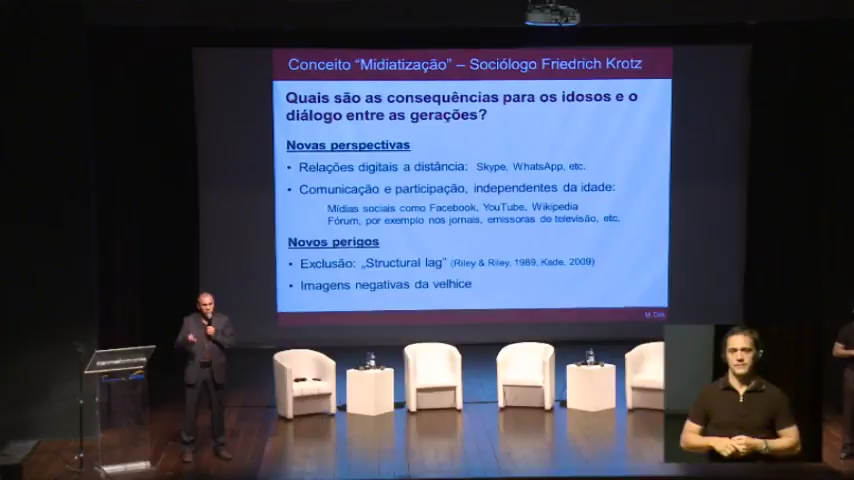 Conceito “Midiatização” – Sociólogo Friedrich Krotz
Quais são as consequências para os idosos e o
diálogo entre as gerações?
Novas perspectivas
• Relações digitais a distância: Skype, WhatsApp, etc.
• Comunicação e participação, independentes da idade:
Mídias sociais como Facebook, YouTube, Wikipedia
Fórum, por exemplo nos jornais, emissoras de televisão, etc.
Novos perigos
• Exclusão: „Structural lag” (Riley & Riley, 1989, Kade, 2009)
• Imagens negativas da velhice